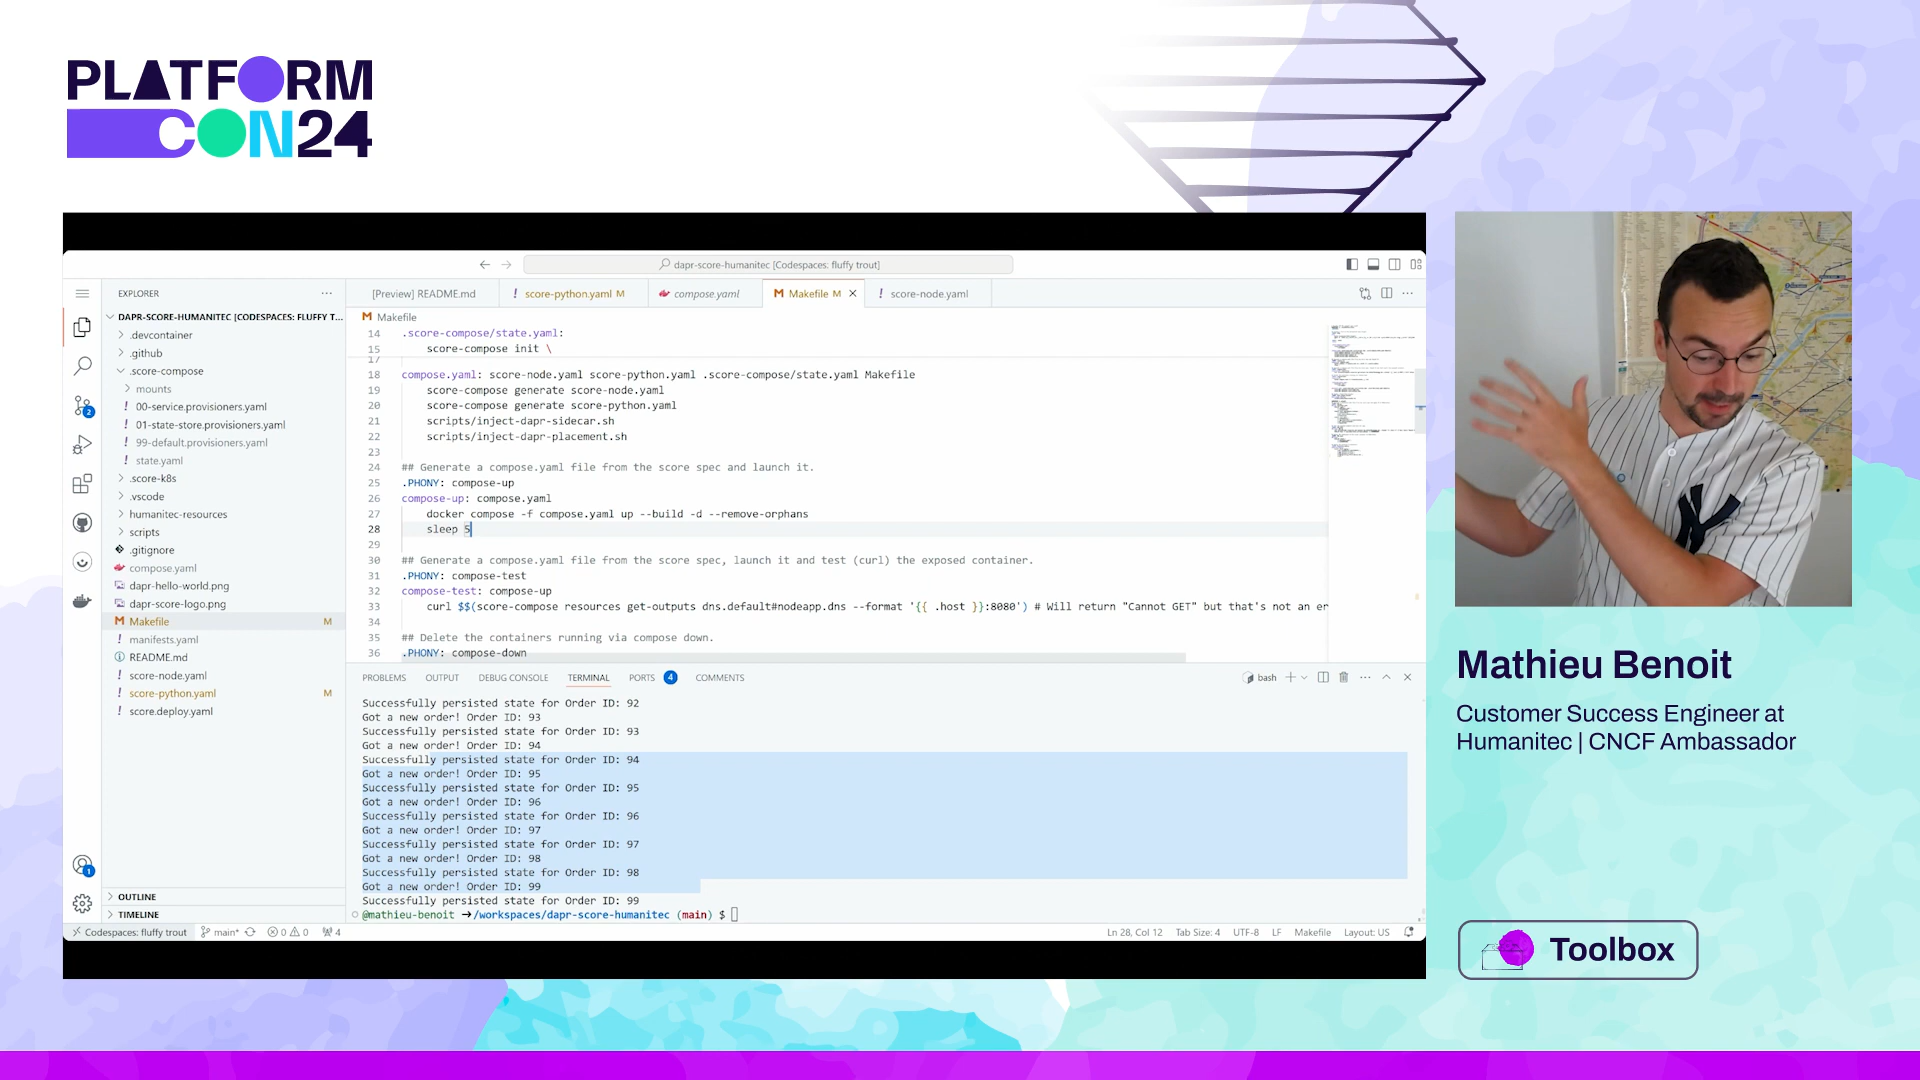 PLATFORM
CON24
dapr-score-humanitec [Codespaces: fluffy trout]
EXPLORER
[Preview] README.md
score-python.yaml M
compose.yaml
Makefile M
score-node.yaml
DAPR-SCORE-HUMANITEC [CODESPACES: FLUFFY T...
.devcontainer
.github
.score-compose
mounts
00-service.provisioners.yaml
01-state-store.provisioners.yaml
99-default.provisioners.yaml
state.yaml
.score-k8s
.vscode
humanitec-resources
scripts
.gitignore
compose.yaml
dapr-hello-world.png
dapr-score-logo.png
Makefile M
manifests.yaml
README.md
score-node.yaml
score-python.yaml M
score.deploy.yaml
OUTLINE
TIMELINE
Makefile
14 .score-compose/state.yaml:
15 score-compose init \
17
18 compose.yaml: score-node.yaml score-python.yaml .score-compose/state.yaml Makefile
19 score-compose generate score-node.yaml
20 score-compose generate score-python.yaml
21 scripts/inject-dapr-sidecar.sh
22 scripts/inject-dapr-placement.sh
23
24 ## Generate a compose.yaml file from the score spec and launch it.
25 .PHONY: compose-up
26 compose-up: compose.yaml
27 docker compose -f compose.yaml up --build -d --remove-orphans
28 sleep 5
29
30 ## Generate a compose.yaml file from the score spec, launch it and test (curl) the exposed container.
31 .PHONY: compose-test
32 compose-test: compose-up
33 curl $$(score-compose resources get-outputs dns.default#nodeapp.dns --format '{{ .host }}:8080') # Will return "Cannot GET" but that's not an er
34
35 ## Delete the containers running via compose down.
36 .PHONY: compose-down
PROBLEMS OUTPUT DEBUG CONSOLE TERMINAL PORTS 4 COMMENTS
bash
Successfully persisted state for Order ID: 92
Got a new order! Order ID: 93
Successfully persisted state for Order ID: 93
Got a new order! Order ID: 94
Successfully persisted state for Order ID: 94
Got a new order! Order ID: 95
Successfully persisted state for Order ID: 95
Got a new order! Order ID: 96
Successfully persisted state for Order ID: 96
Got a new order! Order ID: 97
Successfully persisted state for Order ID: 97
Got a new order! Order ID: 98
Successfully persisted state for Order ID: 98
Got a new order! Order ID: 99
Successfully persisted state for Order ID: 99
@mathieu-benoit →/workspaces/dapr-score-humanitec (main) $
Codespaces: fluffy trout main* 0 0 4
Ln 28, Col 12 Tab Size: 4 UTF-8 LF Makefile Layout: US
Mathieu Benoit
Customer Success Engineer at
Humanitec | CNCF Ambassador
Toolbox